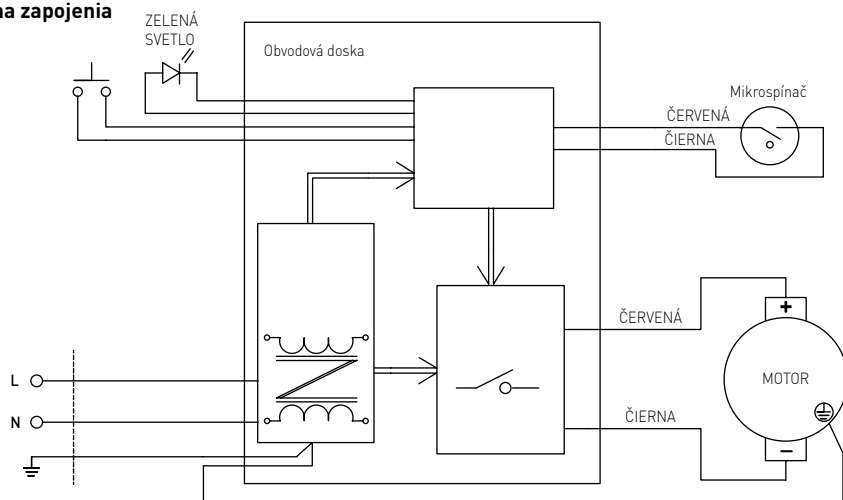 na zapojenia
ZELENÁ
SVETLO
Obvodová doska
Mikrospínač
ČERVENÁ
ČIERNA
ČERVENÁ
+
MOTOR
L
N
ČIERNA
−